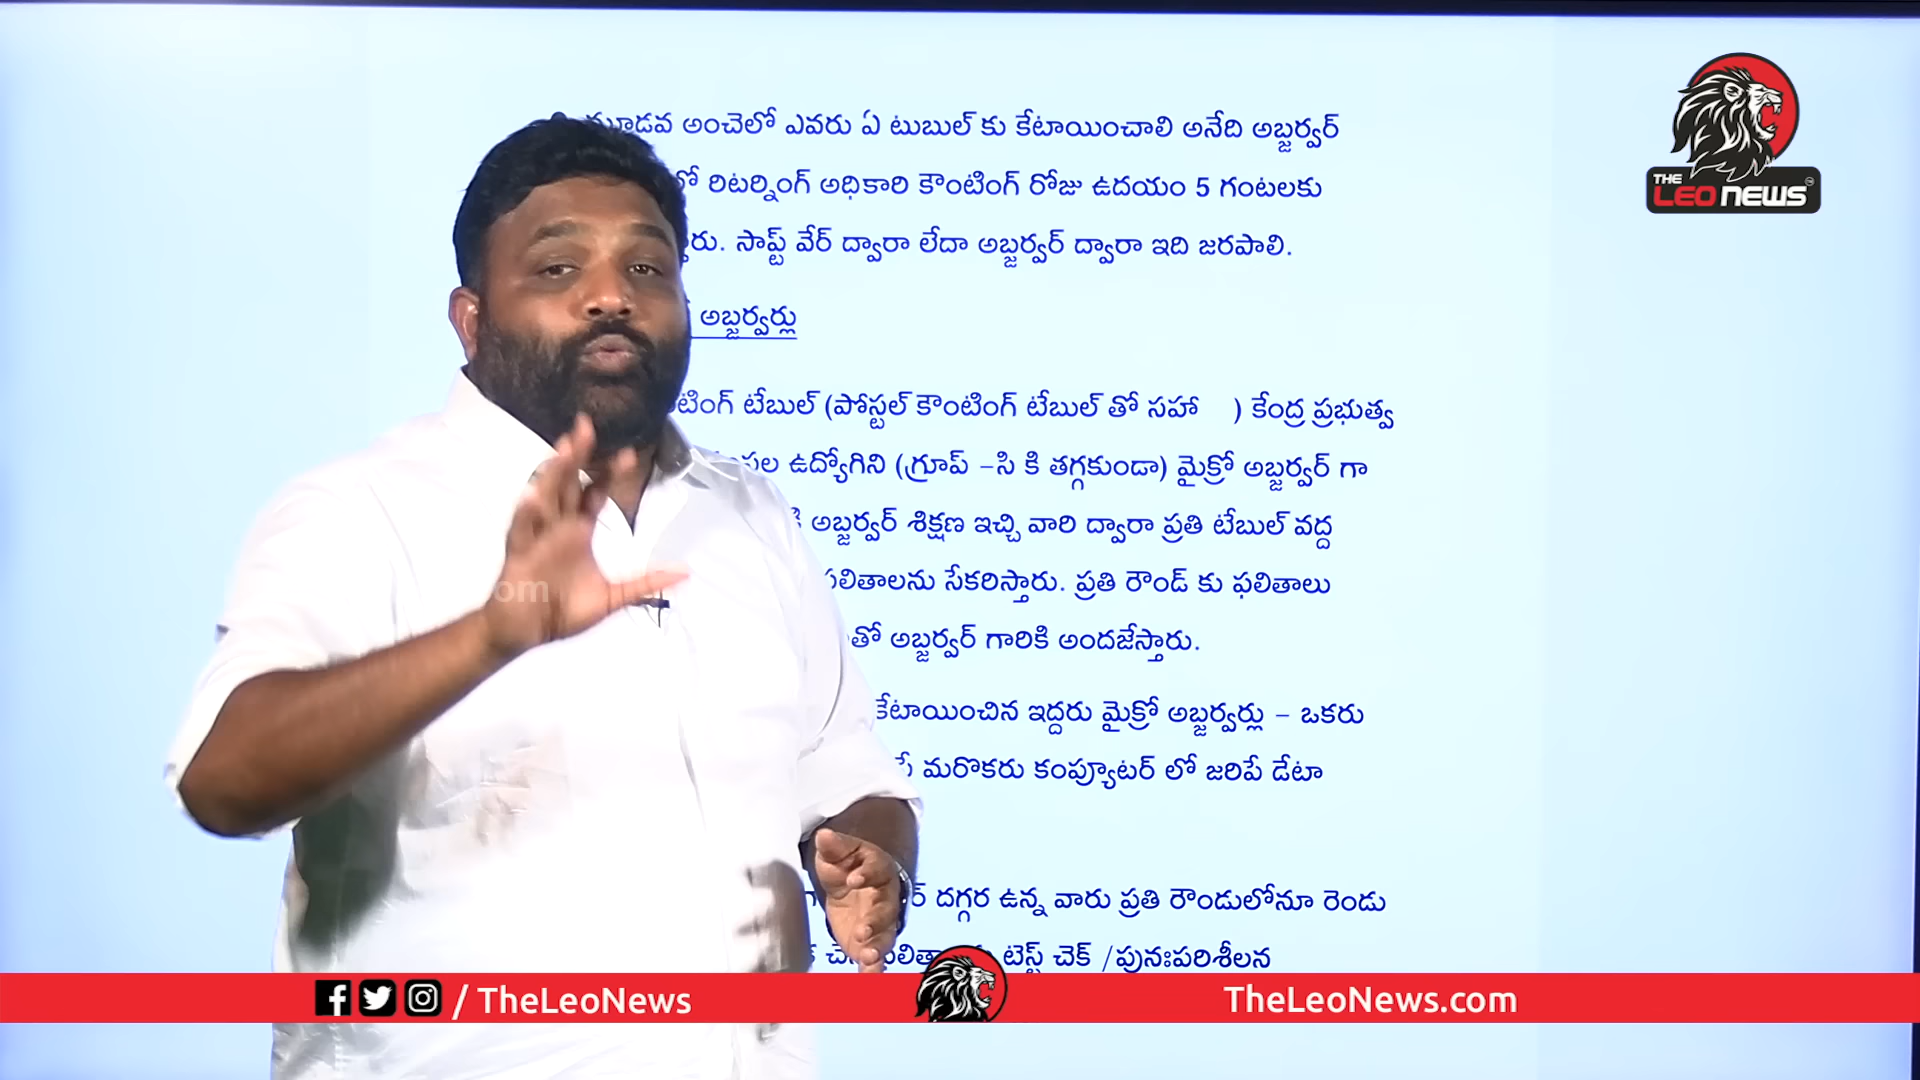 మూడవ అంచెలో ఎవరు ఏ టుబుల్ కు కేటాయించాలి అనేది అబ్జర్వర్
రిటర్నింగ్ అధికారి కౌంటింగ్ రోజు ఉదయం 5 గంటలకు
సాఫ్ట్ వేర్ ద్వారా లేదా అబ్జర్వర్ ద్వారా ఇది జరపాలి.
అబ్జర్వర్లు
టేబుల్ (పోస్టల్ కౌంటింగ్ టేబుల్ తో సహా ) కేంద్ర ప్రభుత్వ
ఉద్యోగిని (గ్రూప్ –సి కి తగ్గకుండా) మైక్రో అబ్జర్వర్ గా
అబ్జర్వర్ శిక్షణ ఇచ్చి వారి ద్వారా ప్రతి టేబుల్ వద్ద
సేకరిస్తారు. ప్రతి రౌండ్ కు ఫలితాలు
అబ్జర్వర్ గారికి అందజేస్తారు.
కేటాయించిన ఇద్దరు మైక్రో అబ్జర్వర్లు – ఒకరు
మరొకరు కంప్యూటర్ లో జరిపే డేటా
దగ్గర ఉన్న వారు ప్రతి రౌండులోనూ రెండు
టెస్ట్ చెక్ /పునఃపరిశీలన
THE
LEO NEWS
/ TheLeoNews
TheLeoNews.com